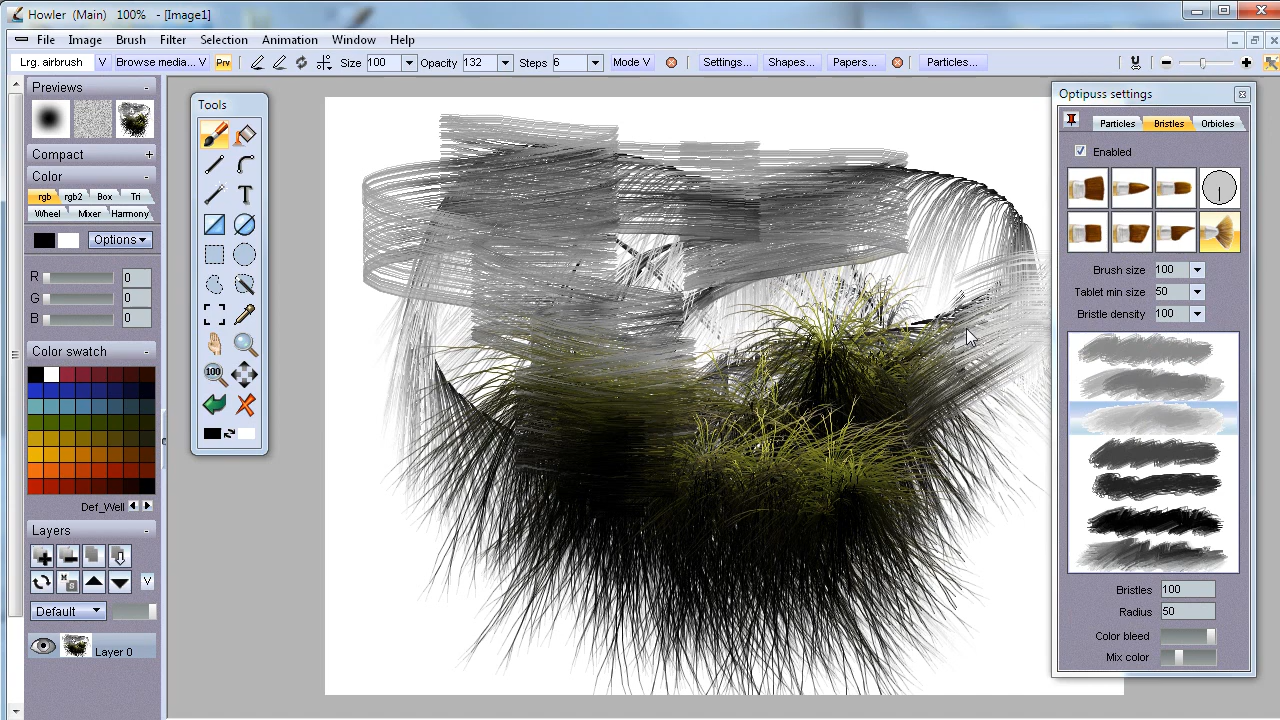 Howler (Main) 100% - [Image1]
File Image Brush Filter Selection Animation Window Help
Lrg. airbrush V Browse media... V Prv Size 100 Opacity 132 Steps 6 Mode V Settings... Shapes... Papers... Particles...
Previews -
Compact +
Color -
rgb rgb2 Box Tri
Wheel Mixer Harmony
Options
R 0
G 0
B 0
Color swatch -
Def_Well
Layers -
M S V
Default
Layer 0
Tools
T
100
Optipuss settings
Particles Bristles Orbicles
Enabled
Brush size 100
Tablet min size 50
Bristle density 100
Bristles 100
Radius 50
Color bleed
Mix color